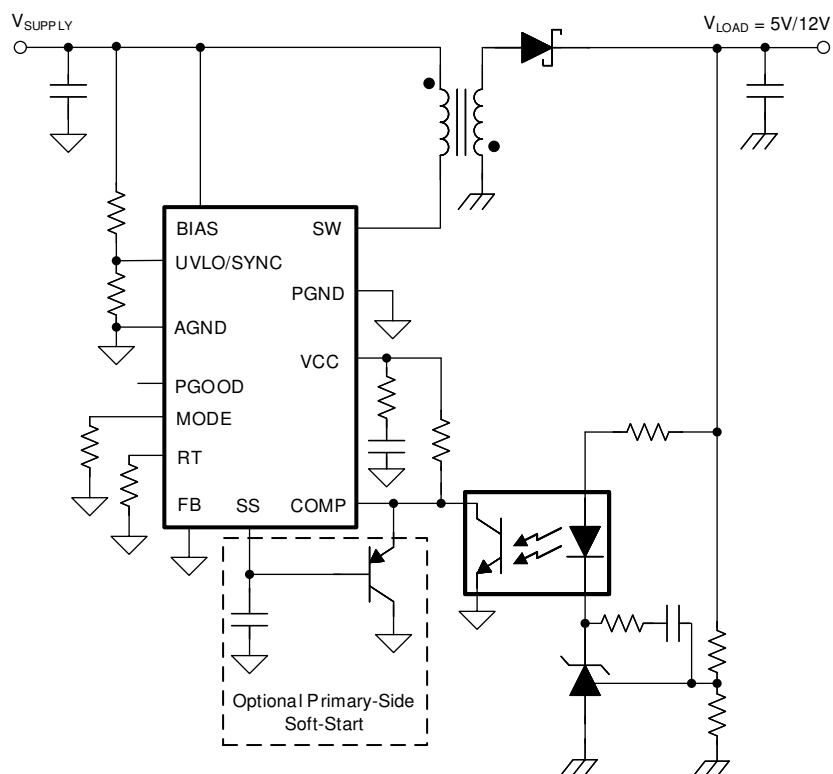 VSUPPLY
VLOAD = 5V/12V
BIAS
SW
UVLO/SYNC
PGND
AGND
VCC
PGOOD
MODE
RT
FB
SS
COMP
Optional Primary-Side
Soft-Start